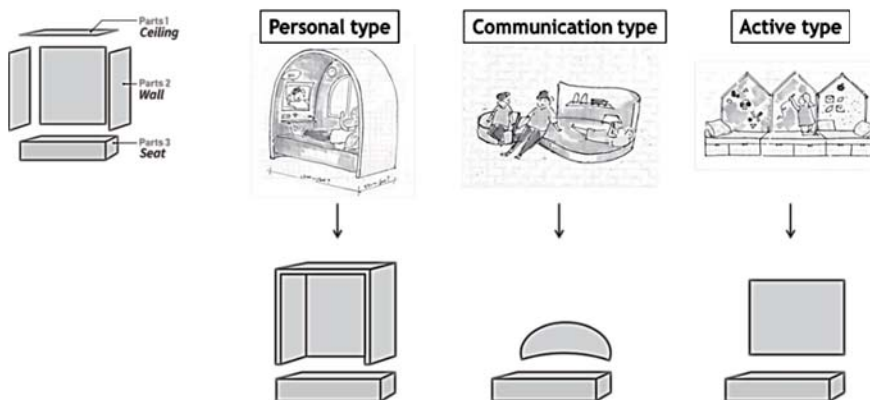 Parts 1
Ceiling
Parts 2
Wall
Parts 3
Seat
Personal type
Communication type
Active type